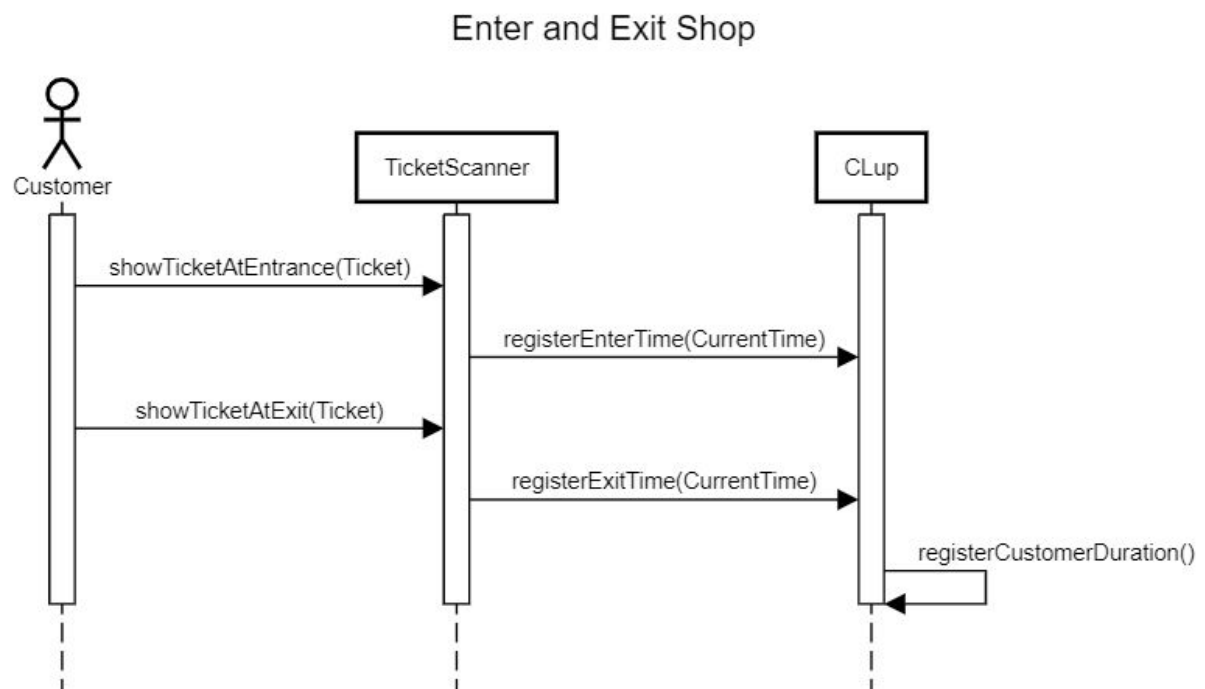 Enter and Exit Shop
Customer
TicketScanner
CLup
showTicketAtEntrance(Ticket)
registerEnterTime(CurrentTime)
showTicketAtExit(Ticket)
registerExitTime(CurrentTime)
registerCustomerDuration()